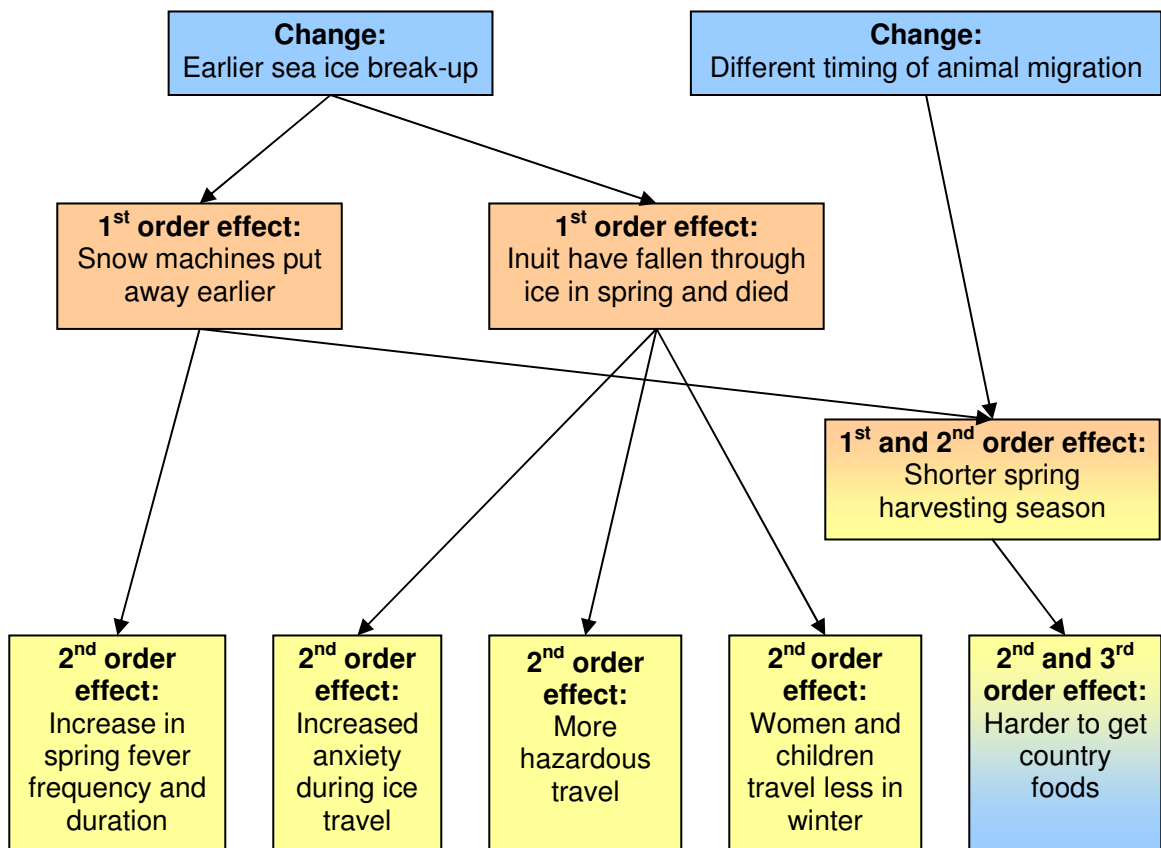 Change:
Earlier sea ice break-up
Change:
Different timing of animal migration
1st order effect:
Snow machines put
away earlier
1st order effect:
Inuit have fallen through
ice in spring and died
1st and 2nd order effect:
Shorter spring
harvesting season
2nd order
effect:
Increase in
spring fever
frequency and
duration
2nd order
effect:
Increased
anxiety
during ice
travel
2nd order
effect:
More
hazardous
travel
2nd order
effect:
Women and
children
travel less in
winter
2nd and 3rd
order effect:
Harder to get
country
foods